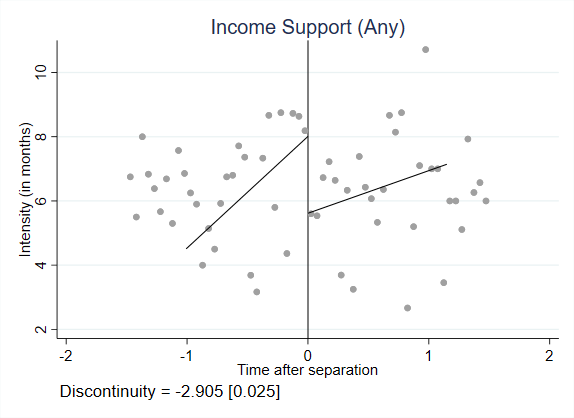 Income Support (Any)
Intensity (in months)
10
8
6
4
2
-2 -1 0 1 2
Time after separation
Discontinuity = -2.905 [0.025]